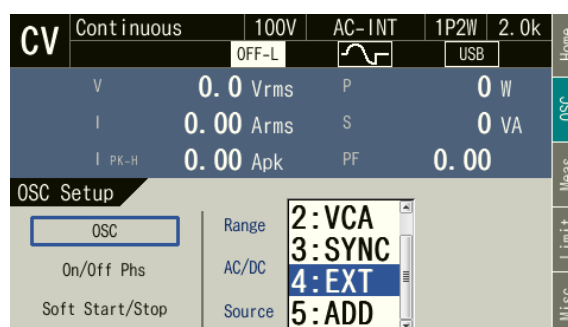 CV Continuous 100V AC-INT 1P2W 2.0k
OFF-L USB
V 0.0 Vrms P 0 W
I 0.00 Arms S 0 VA
I PK-H 0.00 Apk PF 0.00
OSC Setup
OSC Range 2:VCA
3:SYNC
On/Off Phs AC/DC 4:EXT
Soft Start/Stop Source 5:ADD
Home
OSC
Meas
Limit
Misc